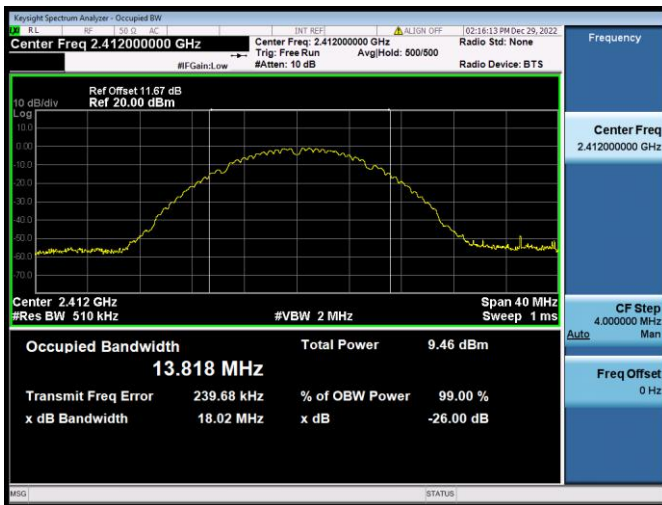 Keysight Spectrum Analyzer - Occupied BW
RL RF 50 Ω AC INT REF ALIGN OFF 02:16:13 PM Dec 29, 2022
Center Freq 2.412000000 GHz
Center Freq: 2.412000000 GHz
Radio Std: None
Trig: Free Run Avg|Hold: 500/500
#IFGain:Low #Atten: 10 dB Radio Device: BTS
Frequency
Ref Offset 11.67 dB
10 dB/div Ref 20.00 dBm
Log
10.0
0.00
-10.0
-20.0
-30.0
-40.0
-50.0
-60.0
-70.0
Center 2.412 GHz Span 40 MHz
#Res BW 510 kHz #VBW 2 MHz Sweep 1 ms
Occupied Bandwidth Total Power 9.46 dBm
13.818 MHz
Transmit Freq Error 239.68 kHz % of OBW Power 99.00 %
x dB Bandwidth 18.02 MHz x dB -26.00 dB
Center Freq
2.412000000 GHz
CF Step
4.000000 MHz
Auto Man
Freq Offset
0 Hz
MSG STATUS